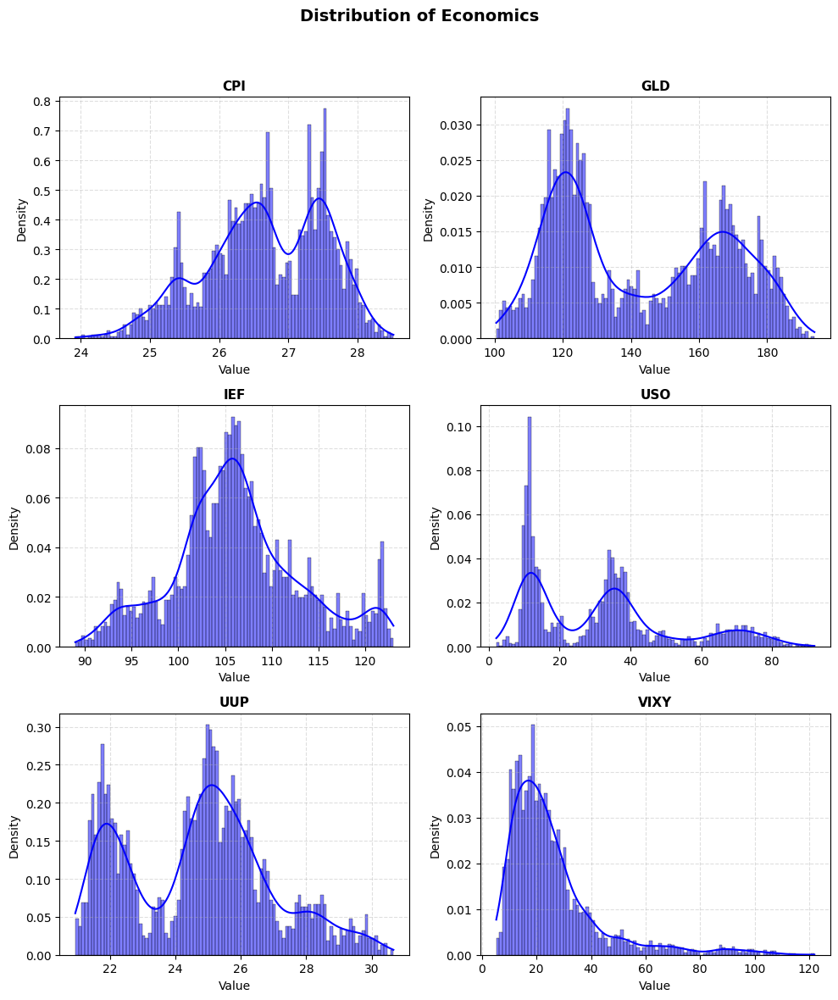 Distribution of Economics
CPI
Density
0.8
0.7
0.6
0.5
0.4
0.3
0.2
0.1
0.0
24 25 26 27 28
Value
GLD
Density
0.030
0.025
0.020
0.015
0.010
0.005
0.000
100 120 140 160 180
Value
IEF
Density
0.08
0.06
0.04
0.02
0.00
90 95 100 105 110 115 120
Value
USO
Density
0.10
0.08
0.06
0.04
0.02
0.00
0 20 40 60 80
Value
UUP
Density
0.30
0.25
0.20
0.15
0.10
0.05
0.00
22 24 26 28 30
Value
VIXY
Density
0.05
0.04
0.03
0.02
0.01
0.00
0 20 40 60 80 100 120
Value